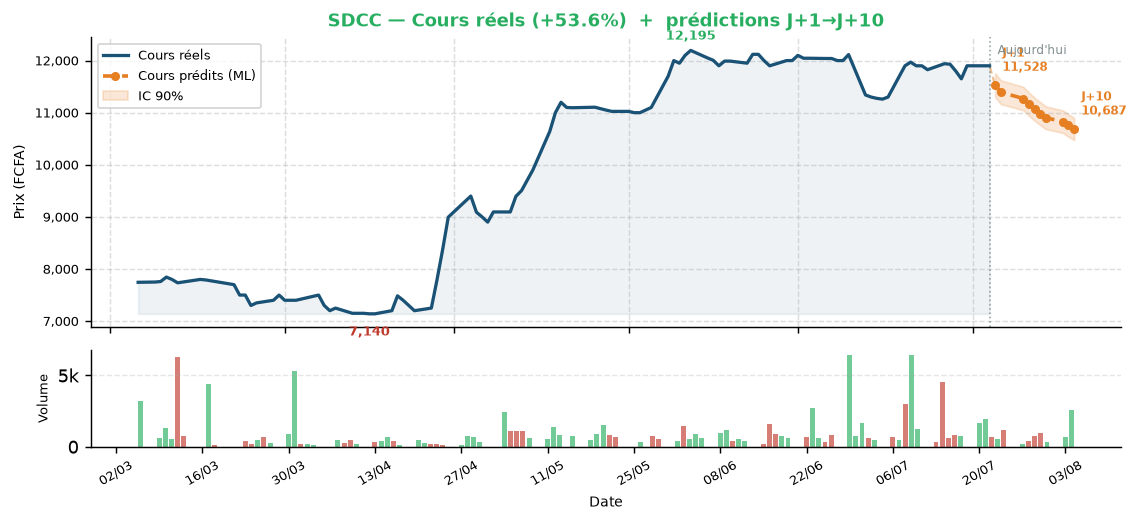 SDCC — Cours réels (+53.6%)  +  prédictions J+1→J+10
12,195
Aujourd'hui
J+1
11,528
J+10
10,687
Cours réels
Cours prédits (ML)
IC 90%
12,000
11,000
10,000
9,000
8,000
7,000
Prix (FCFA)
7,140
5k
0
Volume
02/03
16/03
30/03
13/04
27/04
11/05
25/05
08/06
22/06
06/07
20/07
03/08
Date